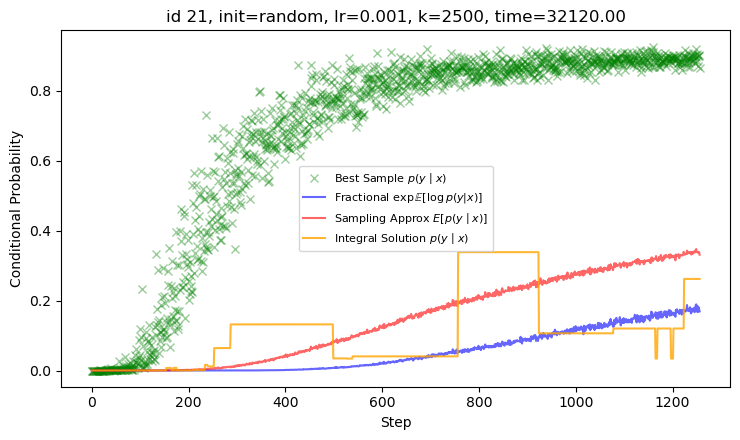 id 21, init=random, lr=0.001, k=2500, time=32120.00
Conditional Probability
0.8
0.6
0.4
0.2
0.0
Best Sample p(y | x)
Fractional exp𝔼[log p(y|x)]
Sampling Approx E[p(y | x)]
Integral Solution p(y | x)
0 200 400 600 800 1000 1200
Step